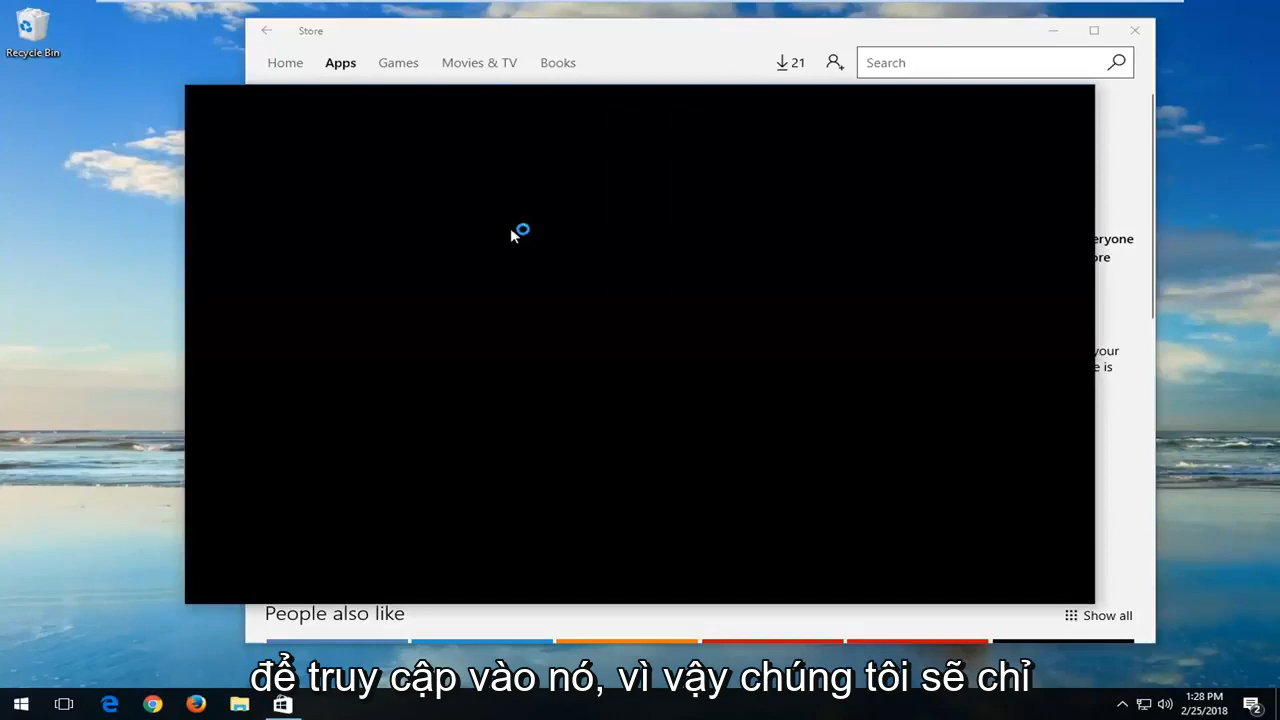 Recycle Bin
Store
Home Apps Games Movies & TV Books 21 Search
eryone
ore
your
e is
People also like Show all
để truy cập vào nó, vì vậy chúng tôi sẽ chỉ
1:28 PM
2/25/2018
2